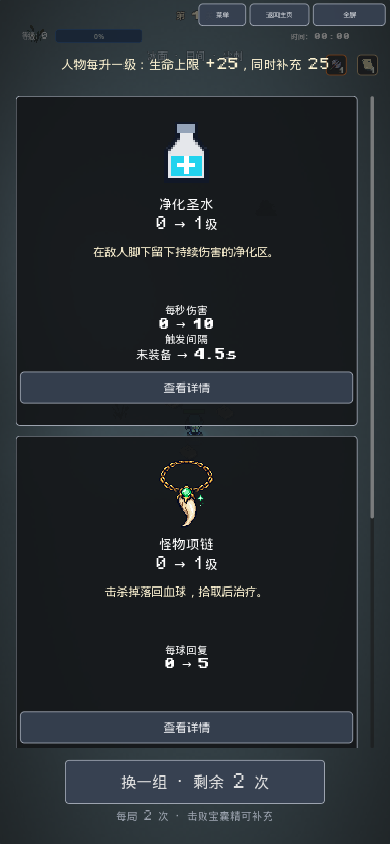 第
菜单
返回主页
全屏
0%
时间: 00:00
人物每升一级：生命上限 +25，同时补充 25
净化圣水
0 → 1级
在敌人脚下留下持续伤害的净化区。
每秒伤害
0 → 10
触发间隔
未装备 → 4.5s
查看详情
怪物项链
0 → 1级
击杀掉落回血球，拾取后治疗。
每球回复
0 → 5
查看详情
换一组 · 剩余 2 次
每局 2 次 · 击败宝囊精可补充